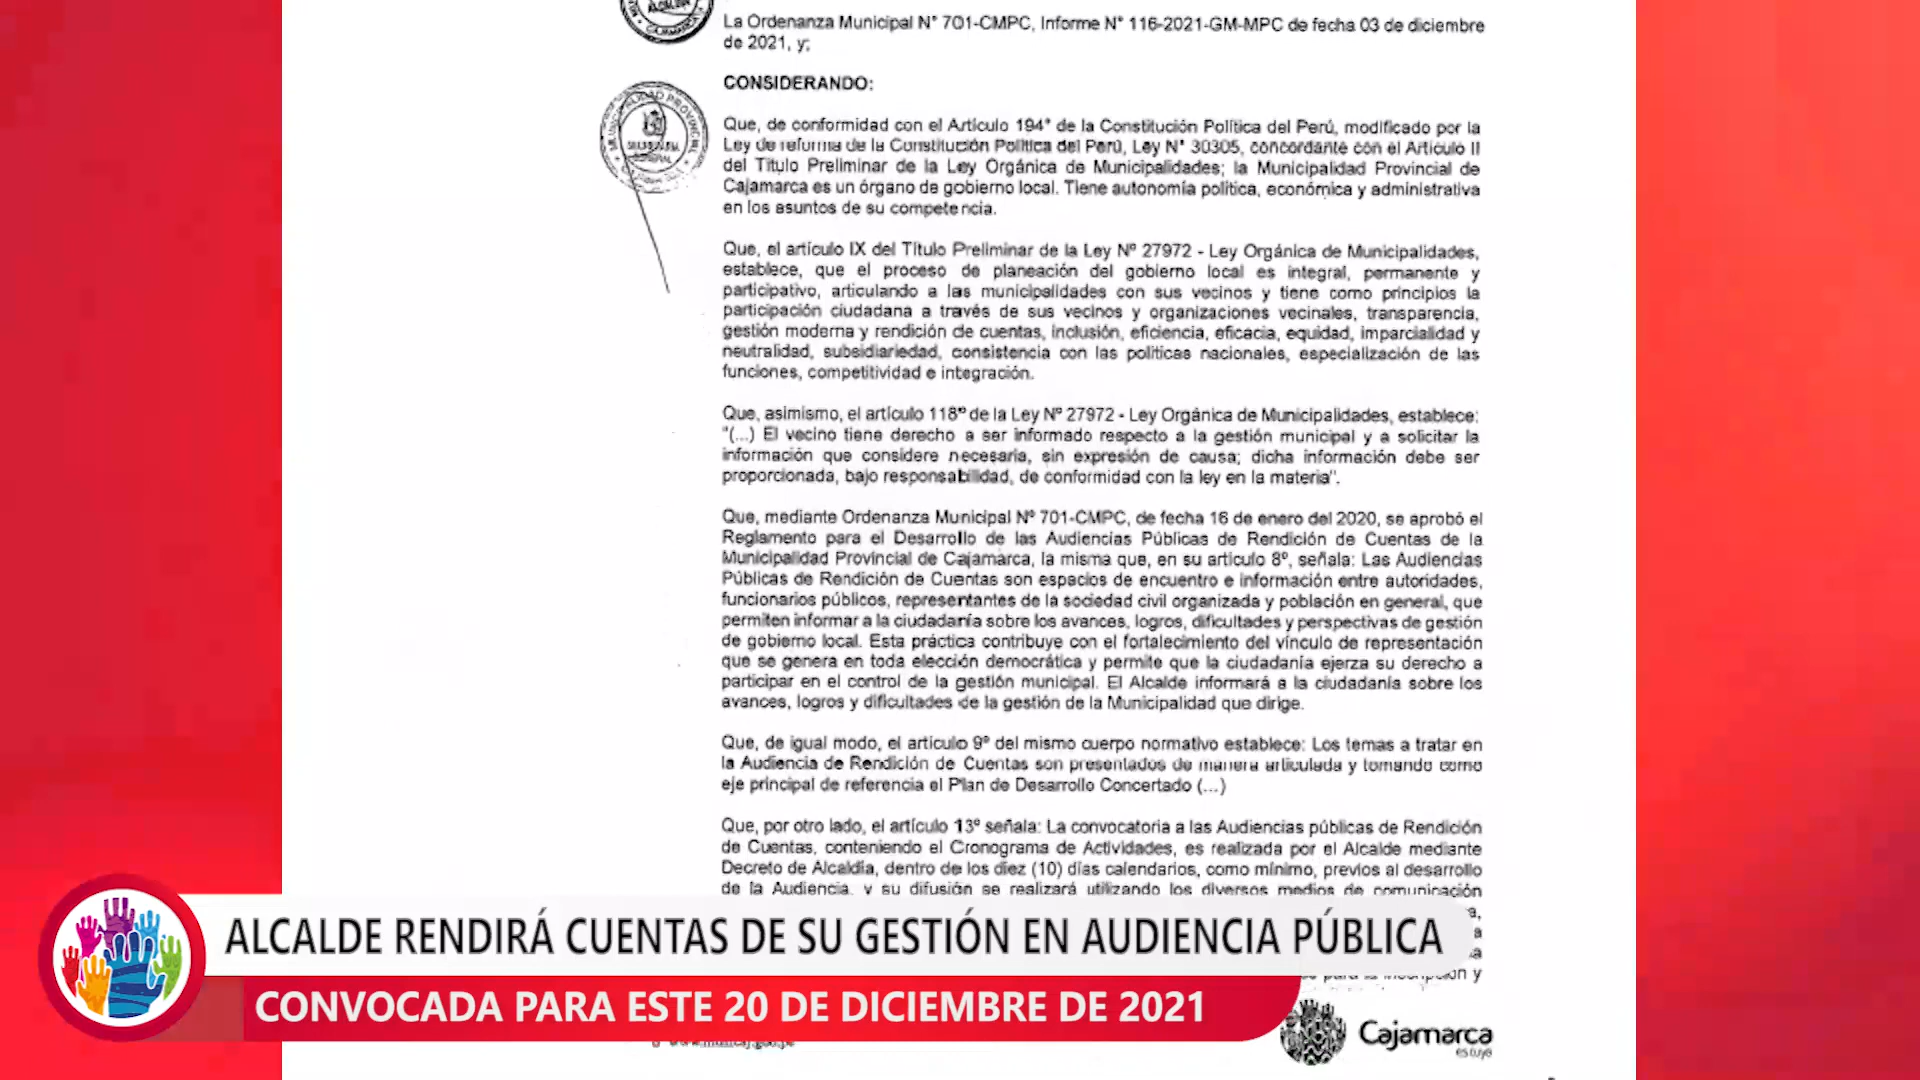 La Ordenanza Municipal N° 701-CMPC, Informe N° 116-2021-GM-MPC de fecha 03 de diciembre
de 2021, y;
CONSIDERANDO:
Que, de conformidad con el Artículo 194° de la Constitución Política del Perú, modificado por la
Ley de reforma de la Constitución Política del Perú, Ley N° 30305, concordante con el Artículo II
del Título Preliminar de la Ley Orgánica de Municipalidades; la Municipalidad Provincial de
Cajamarca es un órgano de gobierno local. Tiene autonomía política, económica y administrativa
en los asuntos de su competencia.
Que, el artículo IX del Título Preliminar de la Ley Nº 27972 - Ley Orgánica de Municipalidades,
establece, que el proceso de planeación del gobierno local es integral, permanente y
participativo, articulando a las municipalidades con sus vecinos y tiene como principios la
participación ciudadana a través de sus vecinos y organizaciones vecinales, transparencia,
gestión moderna y rendición de cuentas, inclusión, eficiencia, eficacia, equidad, imparcialidad y
neutralidad, subsidiariedad, consistencia con las políticas nacionales, especialización de las
funciones, competitividad e integración.
Que, asimismo, el artículo 118º de la Ley Nº 27972 - Ley Orgánica de Municipalidades, establece:
"(...) El vecino tiene derecho a ser informado respecto a la gestión municipal y a solicitar la
información que considere necesaria, sin expresión de causa; dicha información debe ser
proporcionada, bajo responsabilidad, de conformidad con la ley en la materia".
Que, mediante Ordenanza Municipal Nº 701-CMPC, de fecha 16 de enero del 2020, se aprobó el
Reglamento para el Desarrollo de las Audiencias Públicas de Rendición de Cuentas de la
Municipalidad Provincial de Cajamarca, la misma que, en su artículo 8º, señala: Las Audiencias
Públicas de Rendición de Cuentas son espacios de encuentro e información entre autoridades,
funcionarios públicos, representantes de la sociedad civil organizada y población en general, que
permiten informar a la ciudadanía sobre los avances, logros, dificultades y perspectivas de gestión
de gobierno local. Esta práctica contribuye con el fortalecimiento del vínculo de representación
que se genera en toda elección democrática y permite que la ciudadanía ejerza su derecho a
participar en el control de la gestión municipal. El Alcalde informará a la ciudadanía sobre los
avances, logros y dificultades de la gestión de la Municipalidad que dirige.
Que, de igual modo, el artículo 9º del mismo cuerpo normativo establece: Los temas a tratar en
la Audiencia de Rendición de Cuentas son presentados de manera articulada y tomando como
eje principal de referencia el Plan de Desarrollo Concertado (...)
Que, por otro lado, el artículo 13º señala: La convocatoria a las Audiencias públicas de Rendición
de Cuentas, conteniendo el Cronograma de Actividades, es realizada por el Alcalde mediante
Decreto de Alcaldía, dentro de los diez (10) días calendarios, como mínimo, previos al desarrollo
de la Audiencia, y su difusión se realizará utilizando los diversos medios de comunicación
ALCALDE RENDIRÁ CUENTAS DE SU GESTIÓN EN AUDIENCIA PÚBLICA
CONVOCADA PARA ESTE 20 DE DICIEMBRE DE 2021
Cajamarca
es tuya